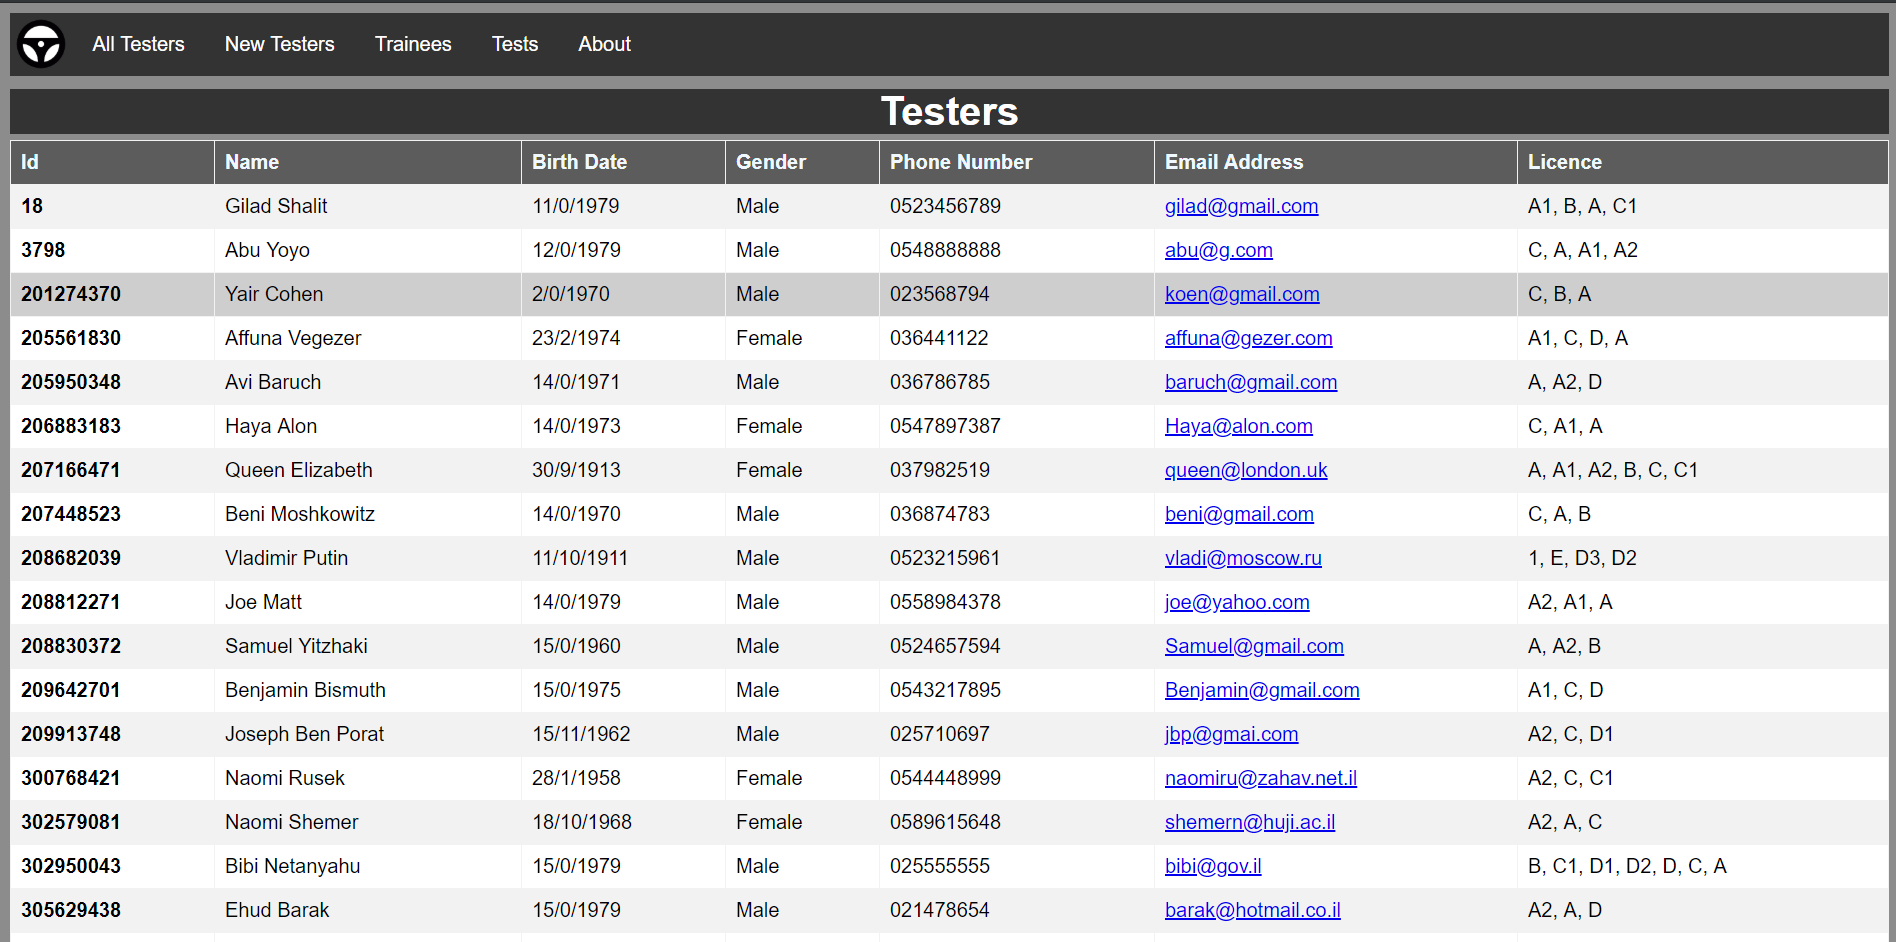 All Testers New Testers Trainees Tests About
Testers
Id Name Birth Date Gender Phone Number Email Address Licence
18 Gilad Shalit 11/0/1979 Male 0523456789 gilad@gmail.com A1, B, A, C1
3798 Abu Yoyo 12/0/1979 Male 0548888888 abu@g.com C, A, A1, A2
201274370 Yair Cohen 2/0/1970 Male 023568794 koen@gmail.com C, B, A
205561830 Affuna Vegezer 23/2/1974 Female 036441122 affuna@gezer.com A1, C, D, A
205950348 Avi Baruch 14/0/1971 Male 036786785 baruch@gmail.com A, A2, D
206883183 Haya Alon 14/0/1973 Female 0547897387 Haya@alon.com C, A1, A
207166471 Queen Elizabeth 30/9/1913 Female 037982519 queen@london.uk A, A1, A2, B, C, C1
207448523 Beni Moshkowitz 14/0/1970 Male 036874783 beni@gmail.com C, A, B
208682039 Vladimir Putin 11/10/1911 Male 0523215961 vladi@moscow.ru 1, E, D3, D2
208812271 Joe Matt 14/0/1979 Male 0558984378 joe@yahoo.com A2, A1, A
208830372 Samuel Yitzhaki 15/0/1960 Male 0524657594 Samuel@gmail.com A, A2, B
209642701 Benjamin Bismuth 15/0/1975 Male 0543217895 Benjamin@gmail.com A1, C, D
209913748 Joseph Ben Porat 15/11/1962 Male 025710697 jbp@gmai.com A2, C, D1
300768421 Naomi Rusek 28/1/1958 Female 0544448999 naomiru@zahav.net.il A2, C, C1
302579081 Naomi Shemer 18/10/1968 Female 0589615648 shemern@huji.ac.il A2, A, C
302950043 Bibi Netanyahu 15/0/1979 Male 025555555 bibi@gov.il B, C1, D1, D2, D, C, A
305629438 Ehud Barak 15/0/1979 Male 021478654 barak@hotmail.co.il A2, A, D